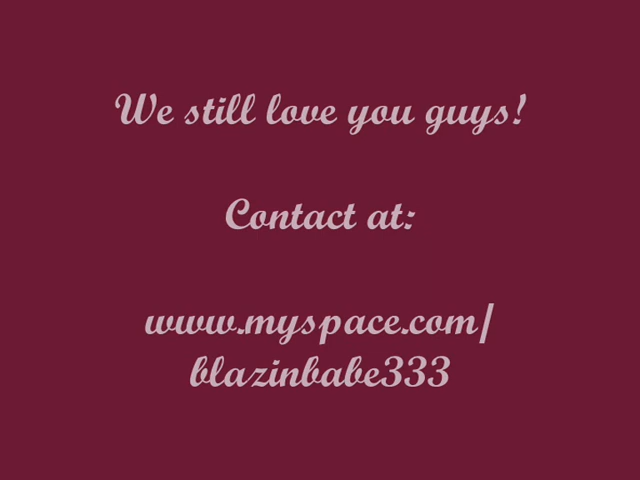 We still love you guys!
Contact at:
www.myspace.com/
blazinbabe333